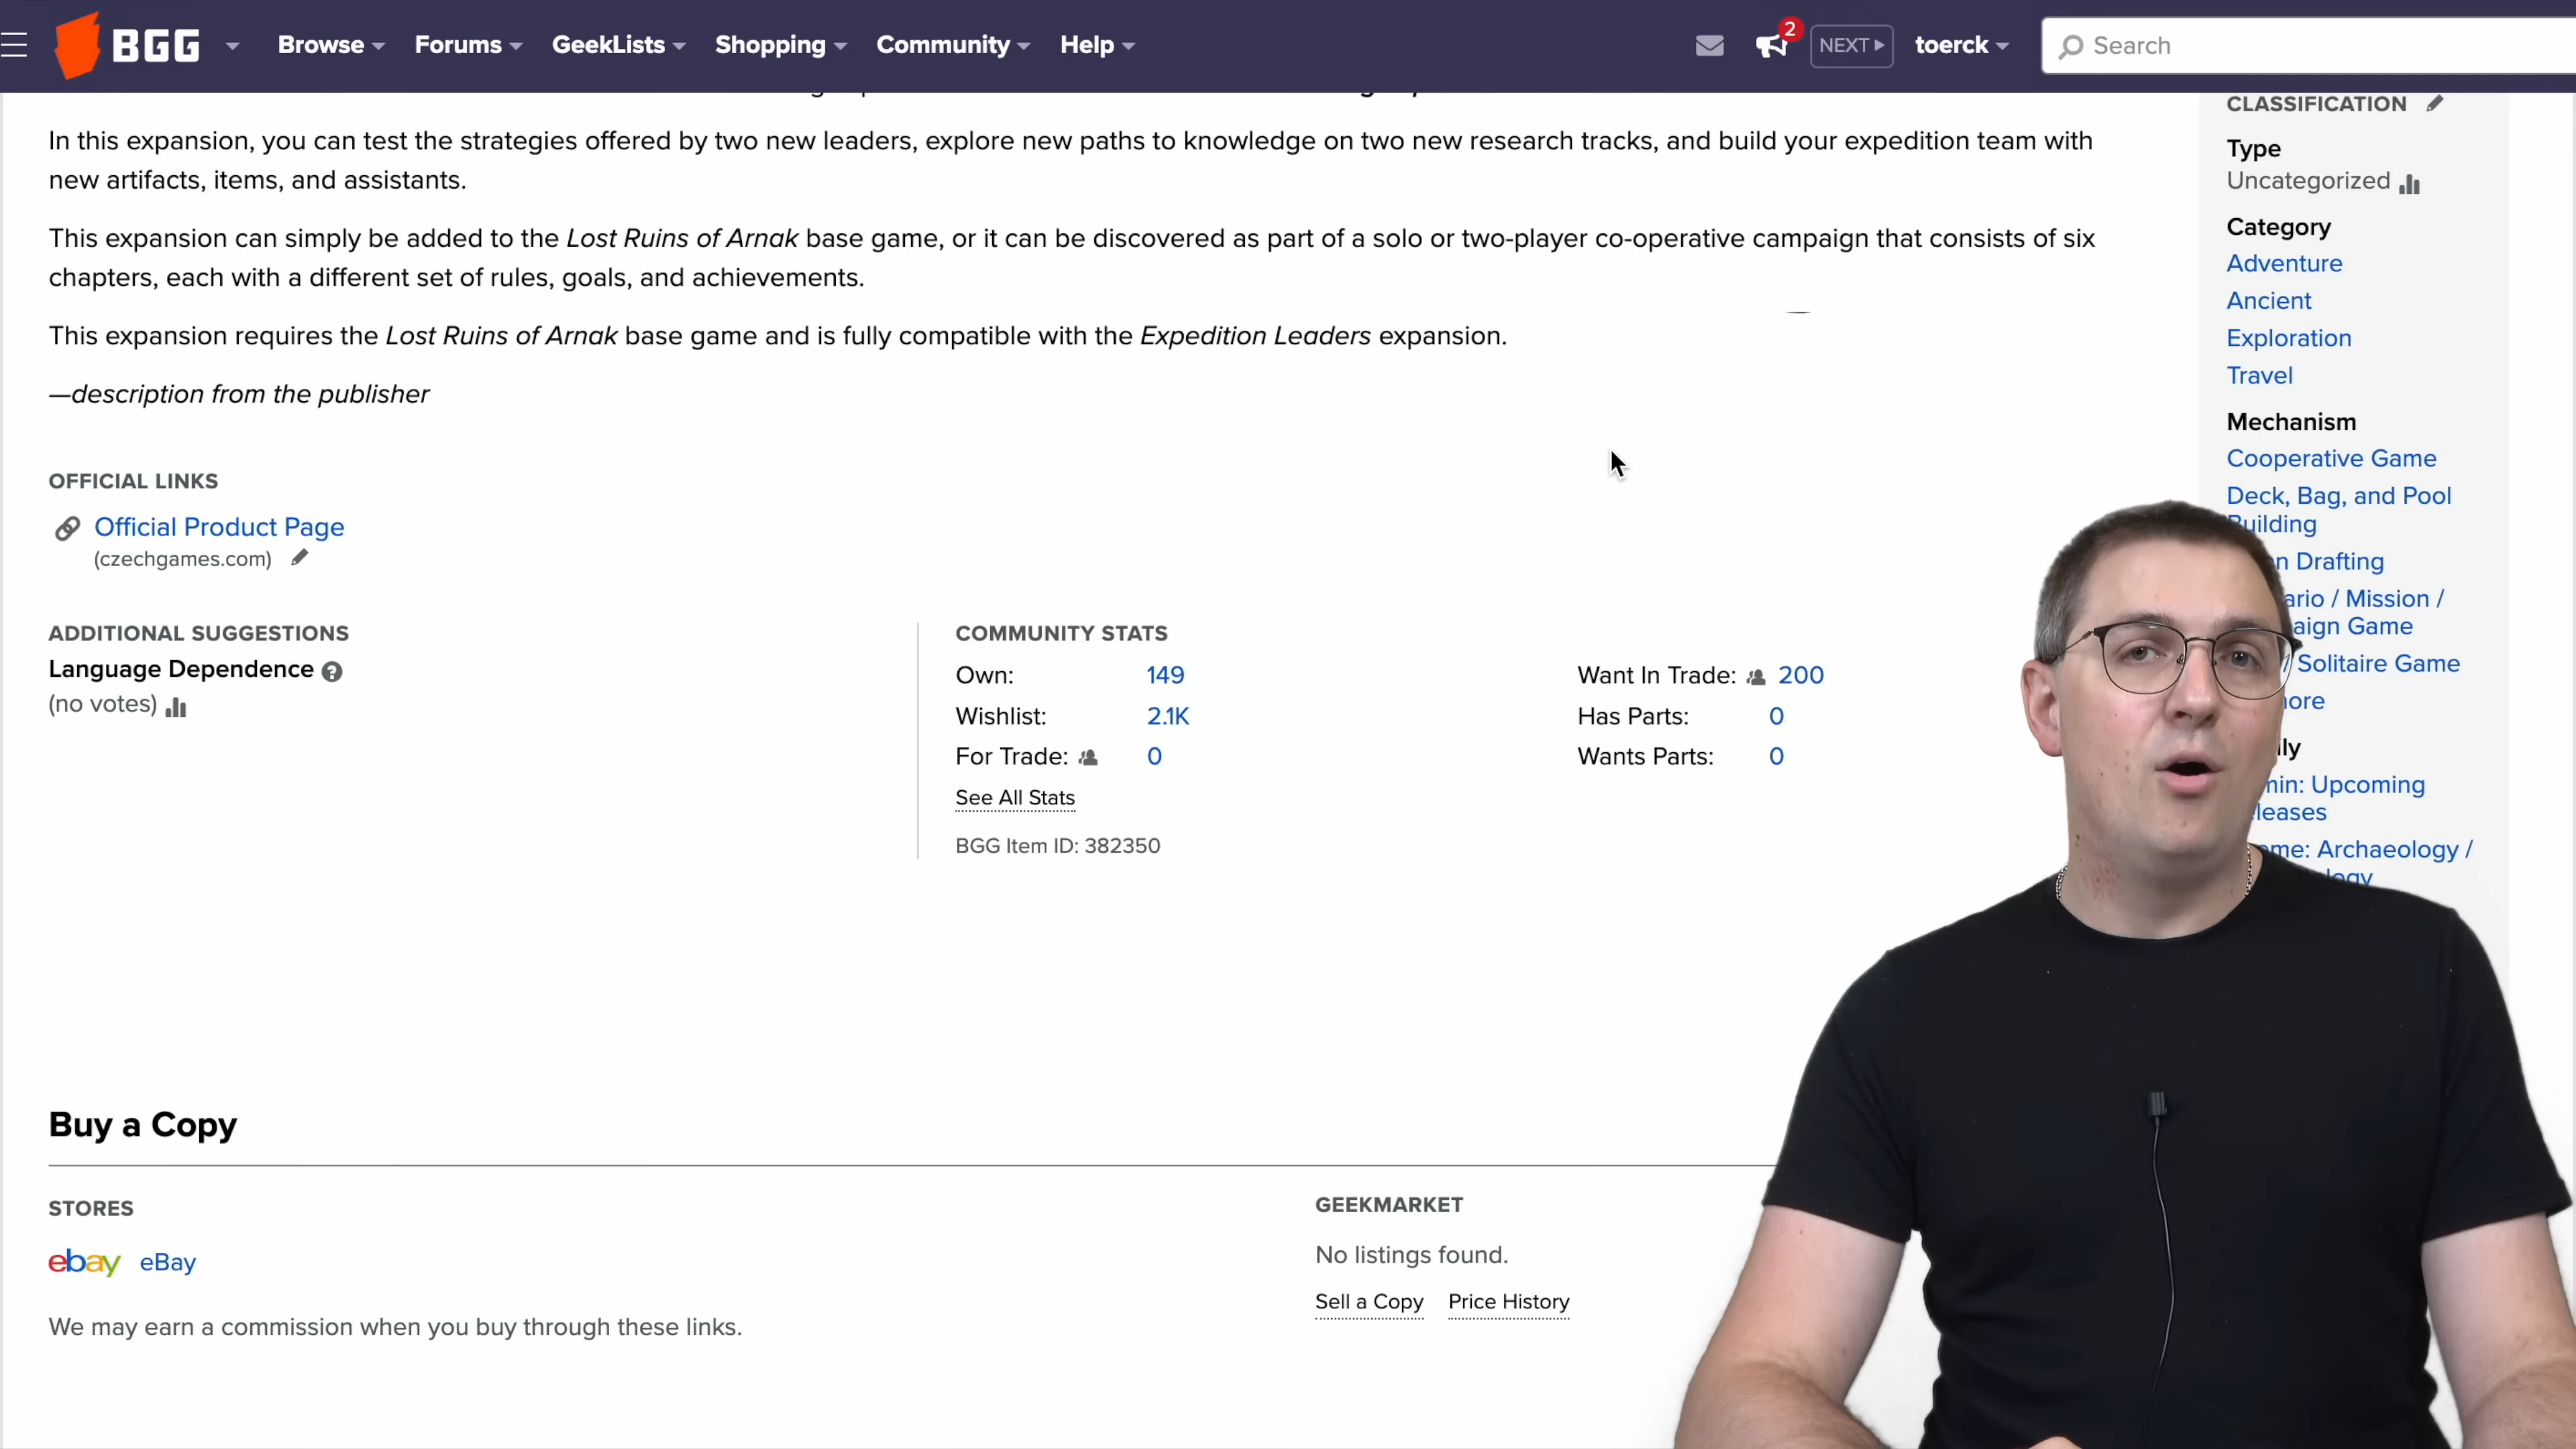 BGG Browse Forums GeekLists Shopping Community Help 2 NEXT toerck Search
In this expansion, you can test the strategies offered by two new leaders, explore new paths to knowledge on two new research tracks, and build your expedition team with
new artifacts, items, and assistants.
This expansion can simply be added to the Lost Ruins of Arnak base game, or it can be discovered as part of a solo or two-player co-operative campaign that consists of six
chapters, each with a different set of rules, goals, and achievements.
This expansion requires the Lost Ruins of Arnak base game and is fully compatible with the Expedition Leaders expansion.
—description from the publisher
OFFICIAL LINKS
Official Product Page
(czechgames.com)
ADDITIONAL SUGGESTIONS
Language Dependence ?
(no votes)
COMMUNITY STATS
Own: 149
Wishlist: 2.1K
For Trade: 0
See All Stats
BGG Item ID: 382350
Want In Trade: 200
Has Parts: 0
Wants Parts: 0
CLASSIFICATION
Type
Uncategorized
Category
Adventure
Ancient
Exploration
Travel
Mechanism
Cooperative Game
Deck, Bag, and Pool
Building
Drafting
/ Mission /
Game
Solitaire Game
Upcoming
Archaeology /
Buy a Copy
STORES
ebay eBay
We may earn a commission when you buy through these links.
GEEKMARKET
No listings found.
Sell a Copy Price History